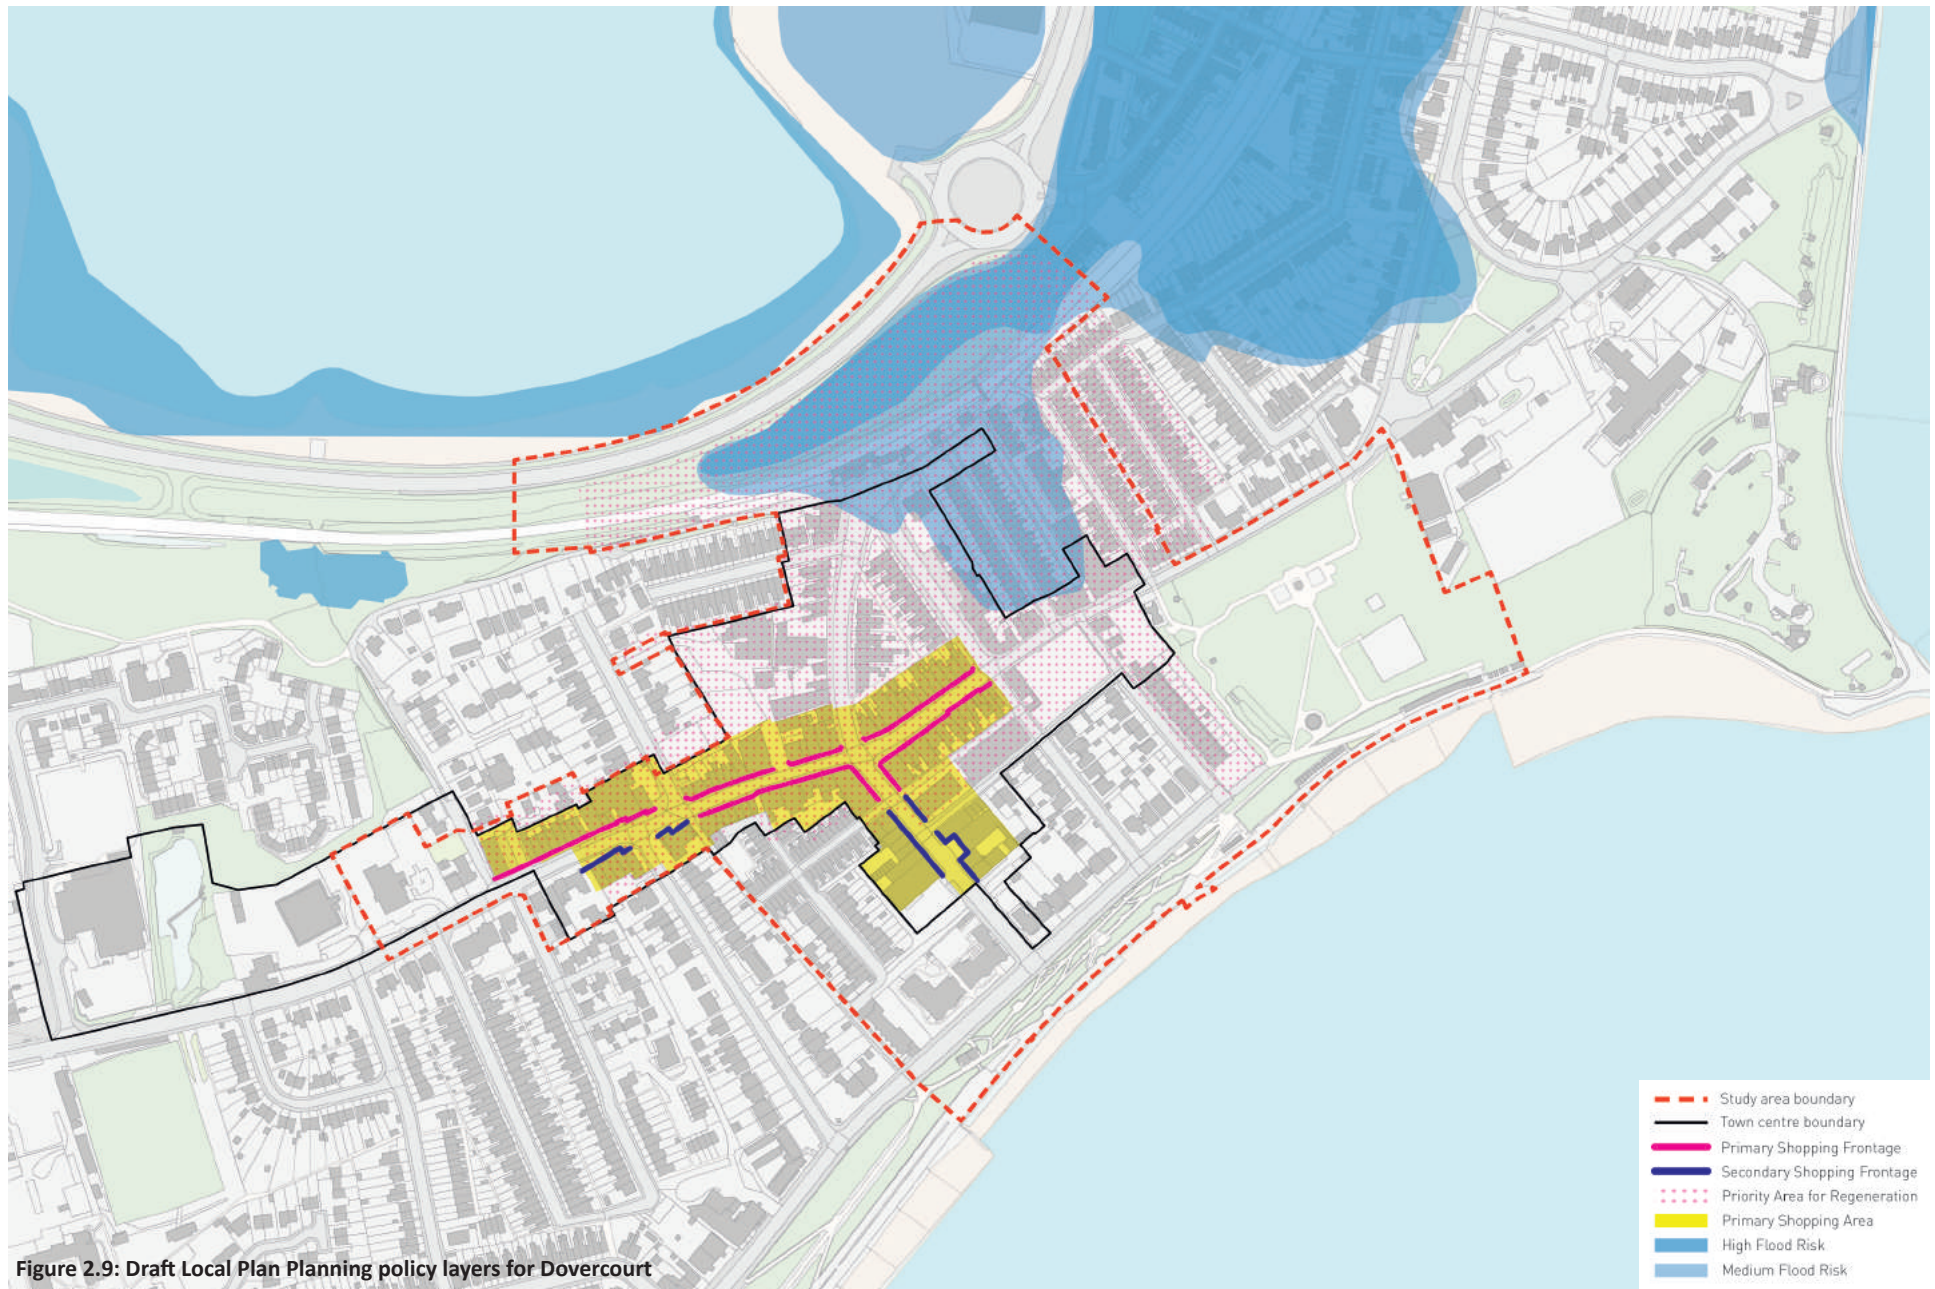 Study area boundary
Town centre boundary
Primary Shopping Frontage
Secondary Shopping Frontage
Priority Area for Regeneration
Primary Shopping Area
High Flood Risk
Medium Flood Risk
Figure 2.9: Draft Local Plan Planning policy layers for Dovercourt